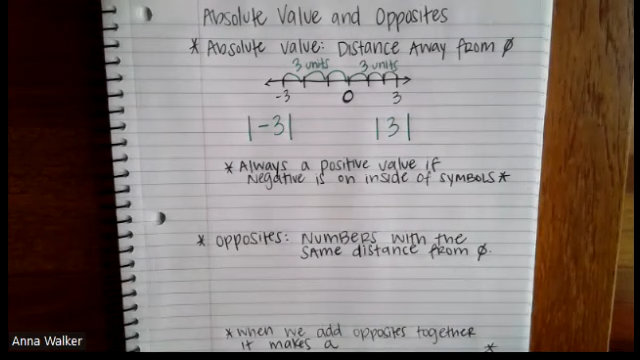 Absolute Value and Opposites
* Absolute value: Distance Away from 0
3 units 3 units
-3 0 3
|-3| |3|
* Always a positive value if
Negative is on inside of symbols *
* Opposites: Numbers with the
same distance from 0.
* when we add opposites together
it makes a *
Anna Walker